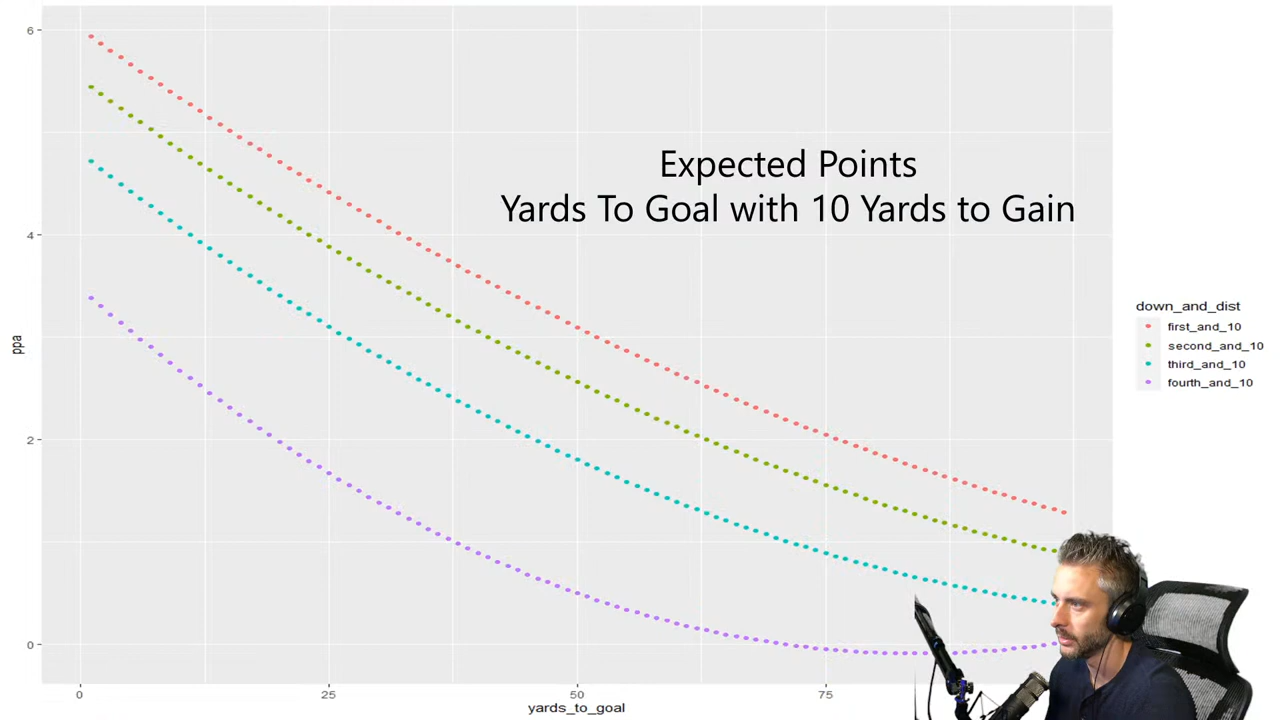 Expected Points
Yards To Goal with 10 Yards to Gain
6
4
2
0
ppa
0
25
50
75
yards_to_goal
down_and_dist
first_and_10
second_and_10
third_and_10
fourth_and_10